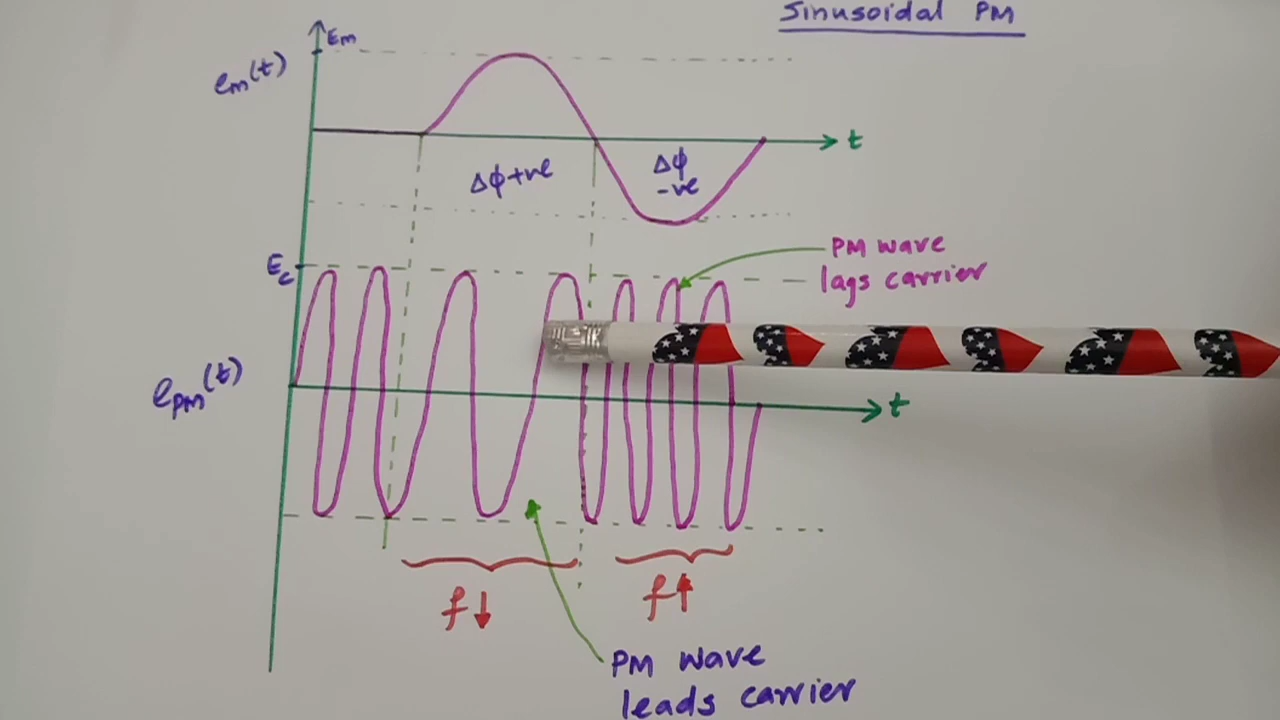 Sinusoidal PM
Em
em(t)
t
Δϕ+ve
Δϕ
-ve
Ec
PM wave
lags carrier
ePM(t)
t
f↓
f↑
PM wave
leads carrier